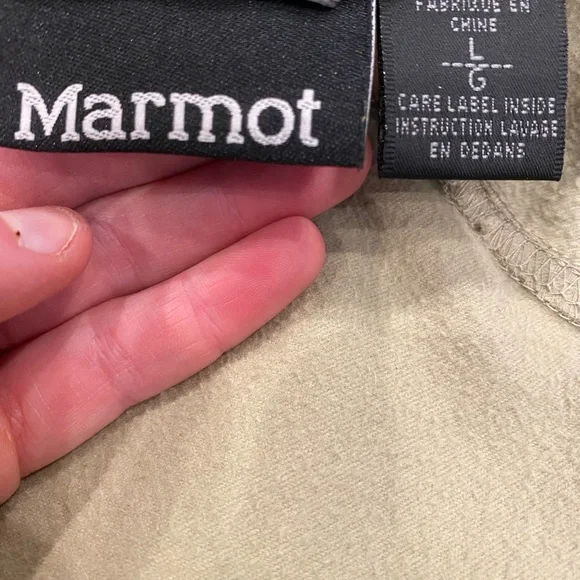 Marmot
FABRIQUE EN
CHINE
L
G
CARE LABEL INSIDE
INSTRUCTION LAVAGE
EN DEDANS